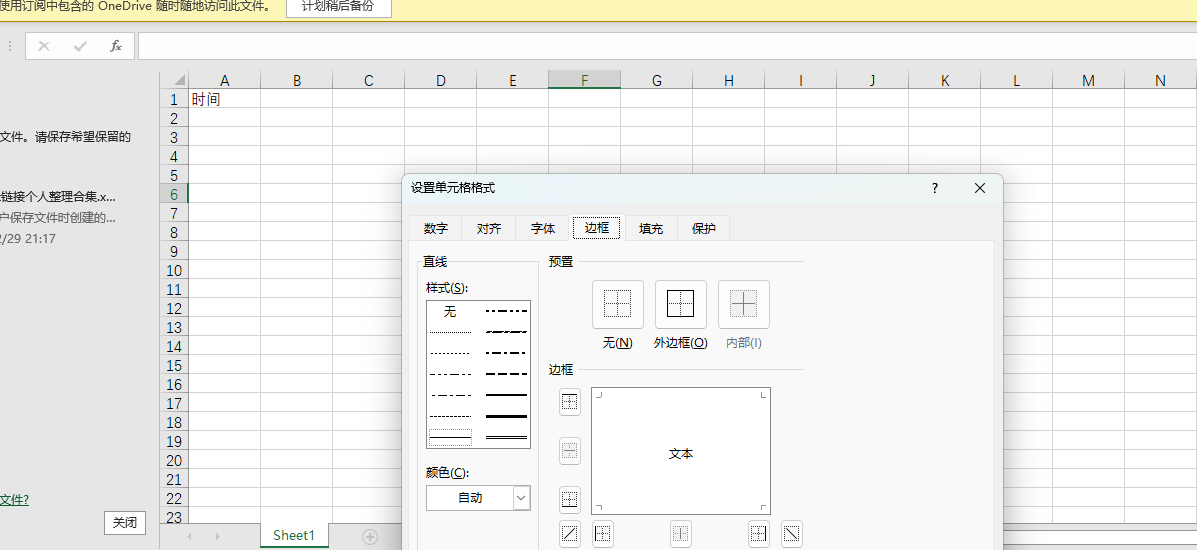 使用订阅中包含的 OneDrive 随时随地访问此文件。 计划稍后备份
fx
A B C D E F G H I J K L M N
1 时间
2
3
文件。请保存希望保留的
4
5
链接个人整理合集.x...
6
户保存文件时创建的...
7
/29 21:17
8
9
10
11
12
13
14
15
16
17
18
19
20
21
22
23
文件?
关闭
Sheet1
设置单元格格式 ?
数字 对齐 字体 边框 填充 保护
直线
样式(S):
无
颜色(C):
自动
预置
无(N) 外边框(O) 内部(I)
边框
文本